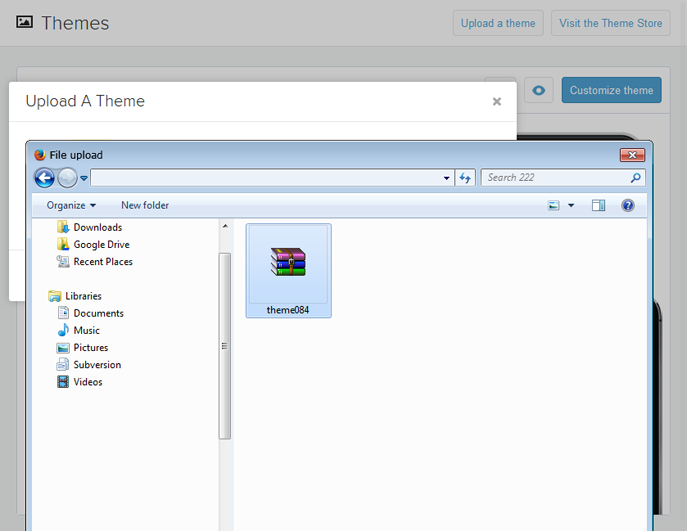 Themes
Upload a theme
Visit the Theme Store
Customize theme
Upload A Theme
File upload
Search 222
Organize
New folder
Downloads
Google Drive
Recent Places
Libraries
Documents
Music
Pictures
Subversion
Videos
theme084